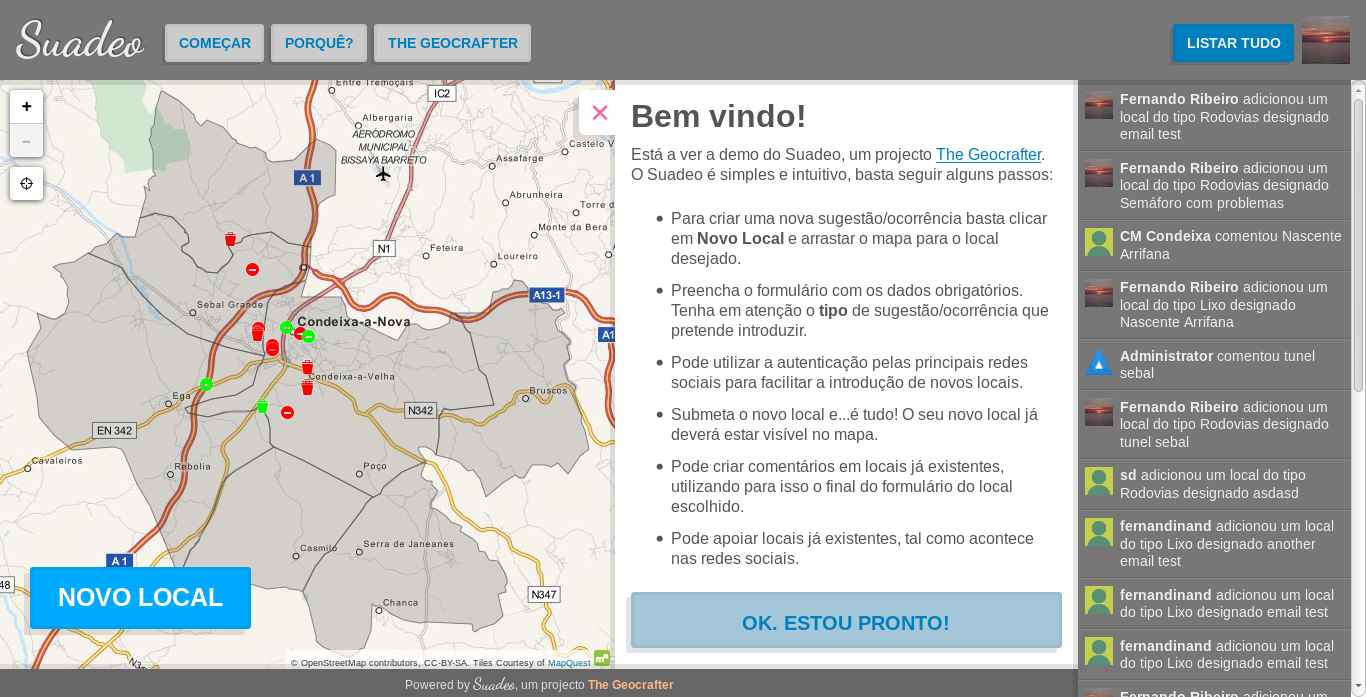 Suadeo
COMEÇAR
PORQUÊ?
THE GEOCRAFTER
LISTAR TUDO
+
-
Entre Termino
IC2
Albergaria
AERÓDROMO
MUNICIPAL
BISSAYA BARRETO
Castelo V
Assafarge
A 1
Abrunheira
Torre d
Monte da Bera
N1
Feteira
Loureiro
A13-1
Sebal Grande
Condeixa-a-Nova
A1
Condeixa-a-Velha
Ega
Bruscos
N342
EN 342
Cavaleiros
Rebolia
Poço
Casmilo
Serra de Janeanes
A 1
48
N347
Chanca
N34
NOVO LOCAL
© OpenStreetMap contributors, CC-BY-SA. Tiles Courtesy of MapQuest
×
Bem vindo!
Está a ver a demo do Suadeo, um projecto The Geocrafter.
O Suadeo é simples e intuitivo, basta seguir alguns passos:
• Para criar uma nova sugestão/ocorrência basta clicar
em Novo Local e arrastar o mapa para o local
desejado.
• Preencha o formulário com os dados obrigatórios.
Tenha em atenção o tipo de sugestão/ocorrência que
pretende introduzir.
• Pode utilizar a autenticação pelas principais redes
sociais para facilitar a introdução de novos locais.
• Submeta o novo local e...é tudo! O seu novo local já
deverá estar visível no mapa.
• Pode criar comentários em locais já existentes,
utilizando para isso o final do formulário do local
escolhido.
• Pode apoiar locais já existentes, tal como acontece
nas redes sociais.
OK. ESTOU PRONTO!
Fernando Ribeiro adicionou um
local do tipo Rodovias designado
email test
Fernando Ribeiro adicionou um
local do tipo Rodovias designado
Semáforo com problemas
CM Condeixa comentou Nascente
Arrifana
Fernando Ribeiro adicionou um
local do tipo Lixo designado
Nascente Arrifana
Administrator comentou tunel
sebal
Fernando Ribeiro adicionou um
local do tipo Rodovias designado
tunel sebal
sd adicionou um local do tipo
Rodovias designado asdasd
fernandinand adicionou um local
do tipo Lixo designado another
email test
fernandinand adicionou um local
do tipo Lixo designado email test
fernandinand adicionou um local
do tipo Lixo designado email test
Fernando Ribeiro adicionou um
Powered by Suadeo, um projecto The Geocrafter